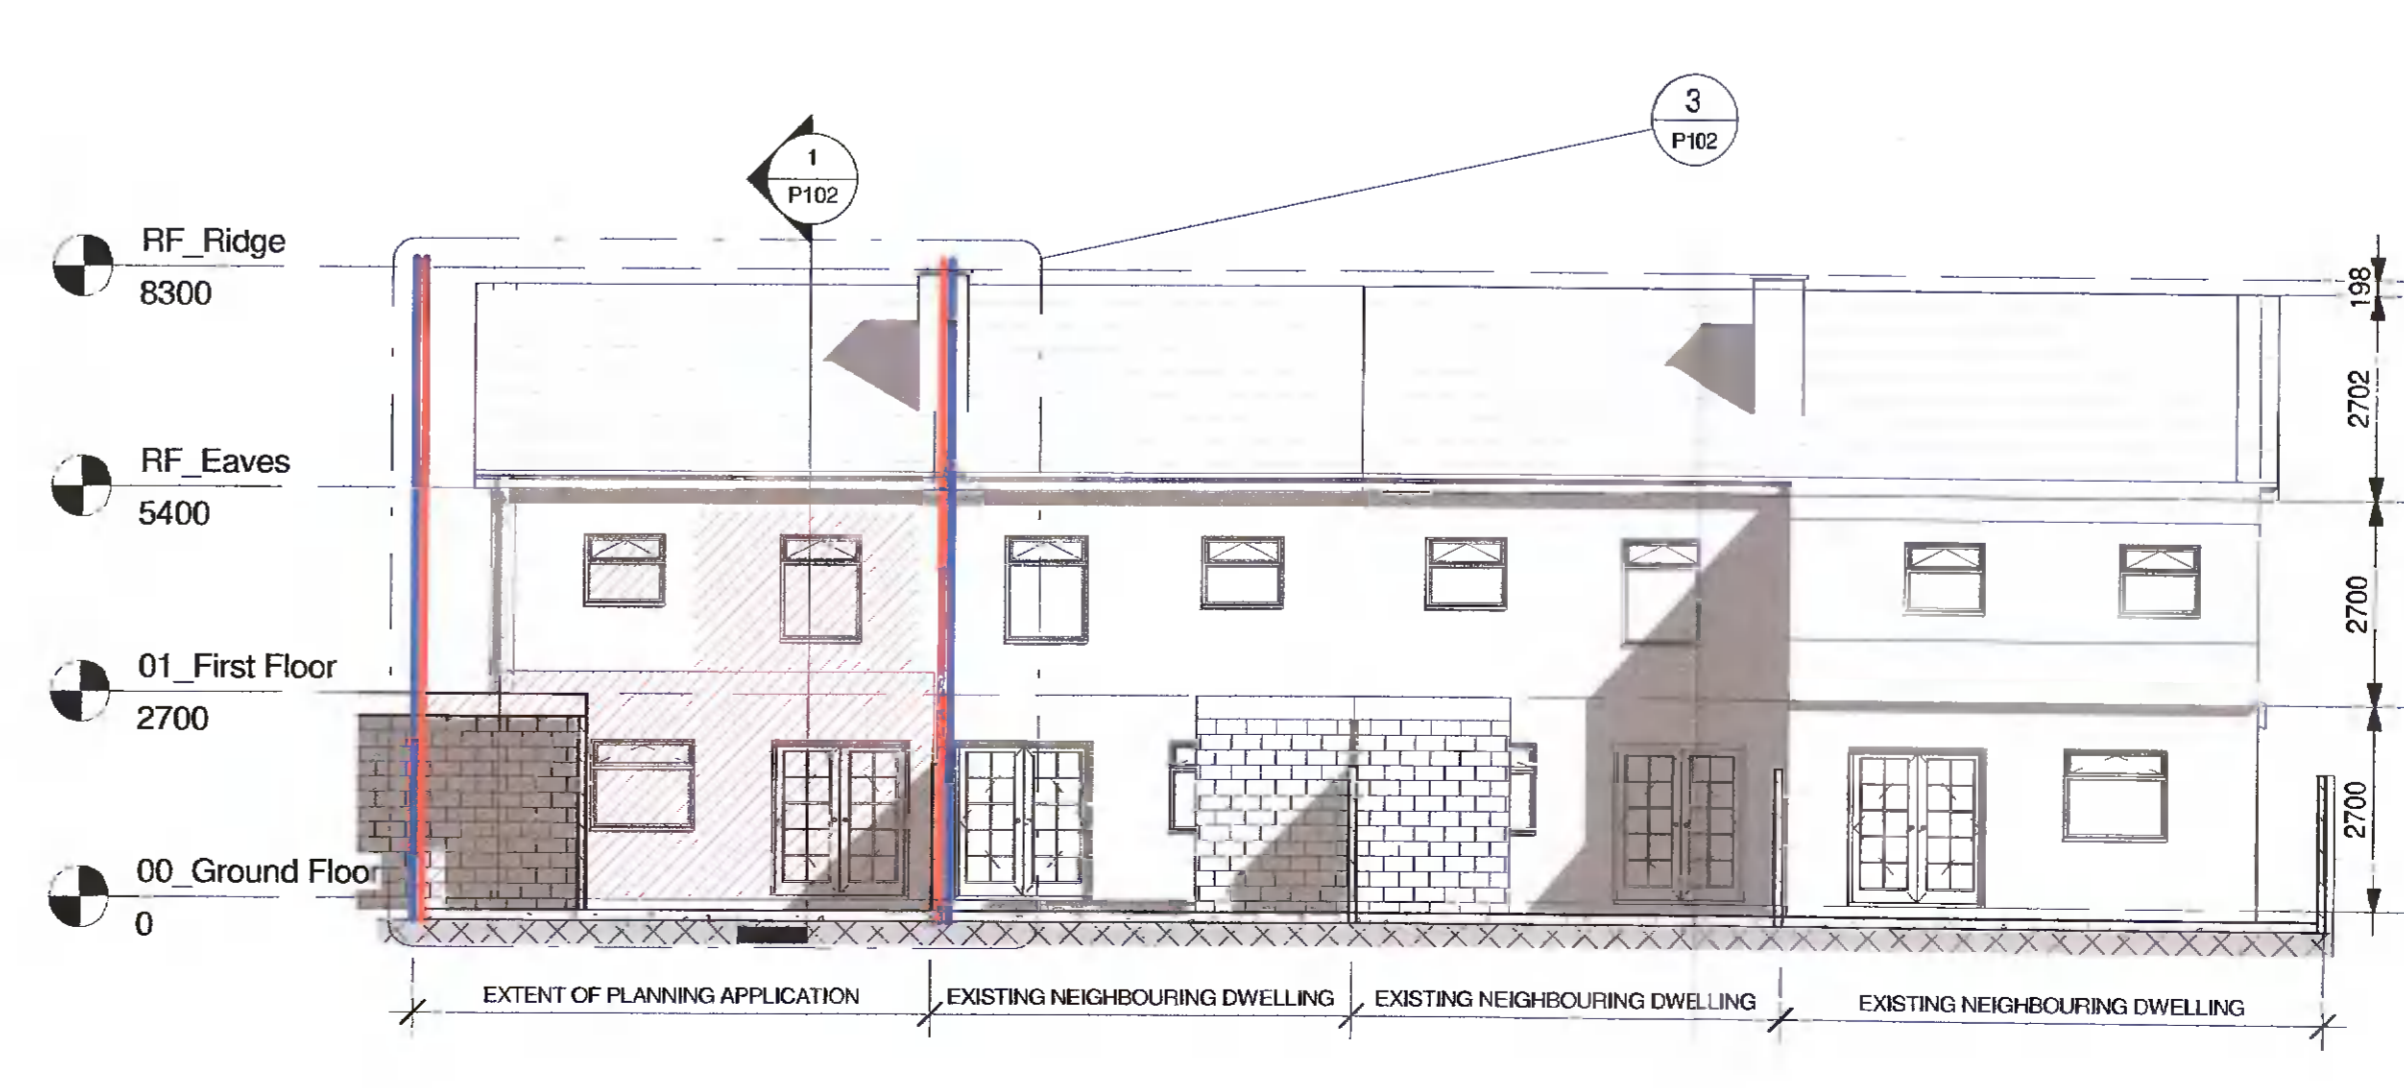 3
P102
1
P102
RF_Ridge
8300
198
2702
RF_Eaves
5400
2700
01_First Floor
2700
2700
00_Ground Floor
0
EXTENT OF PLANNING APPLICATION
EXISTING NEIGHBOURING DWELLING
EXISTING NEIGHBOURING DWELLING
EXISTING NEIGHBOURING DWELLING